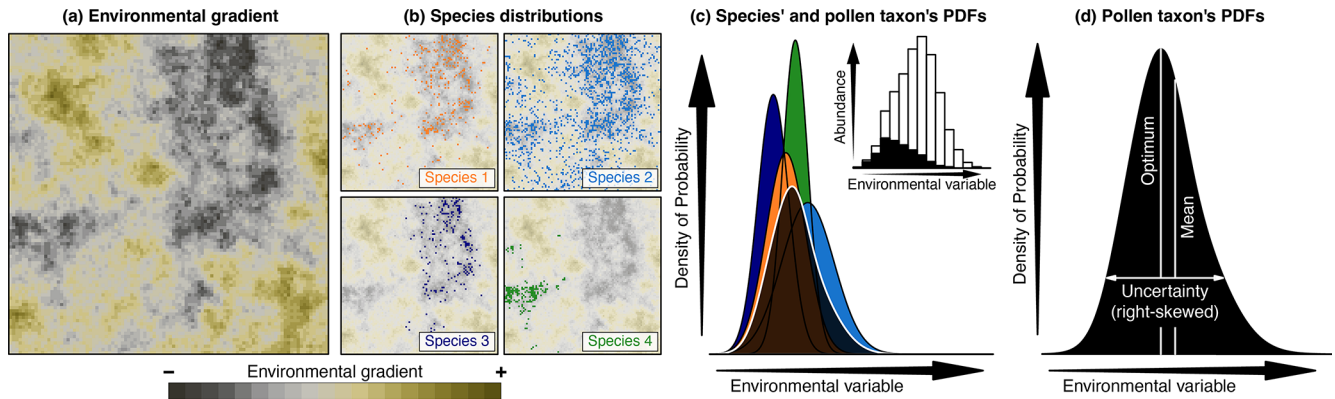 (a) Environmental gradient
(b) Species distributions
(c) Species' and pollen taxon's PDFs
(d) Pollen taxon's PDFs
Species 1
Species 2
Species 3
Species 4
− Environmental gradient +
Density of Probability
Environmental variable
Abundance
Environmental variable
Density of Probability
Optimum
Mean
Uncertainty
(right-skewed)
Environmental variable